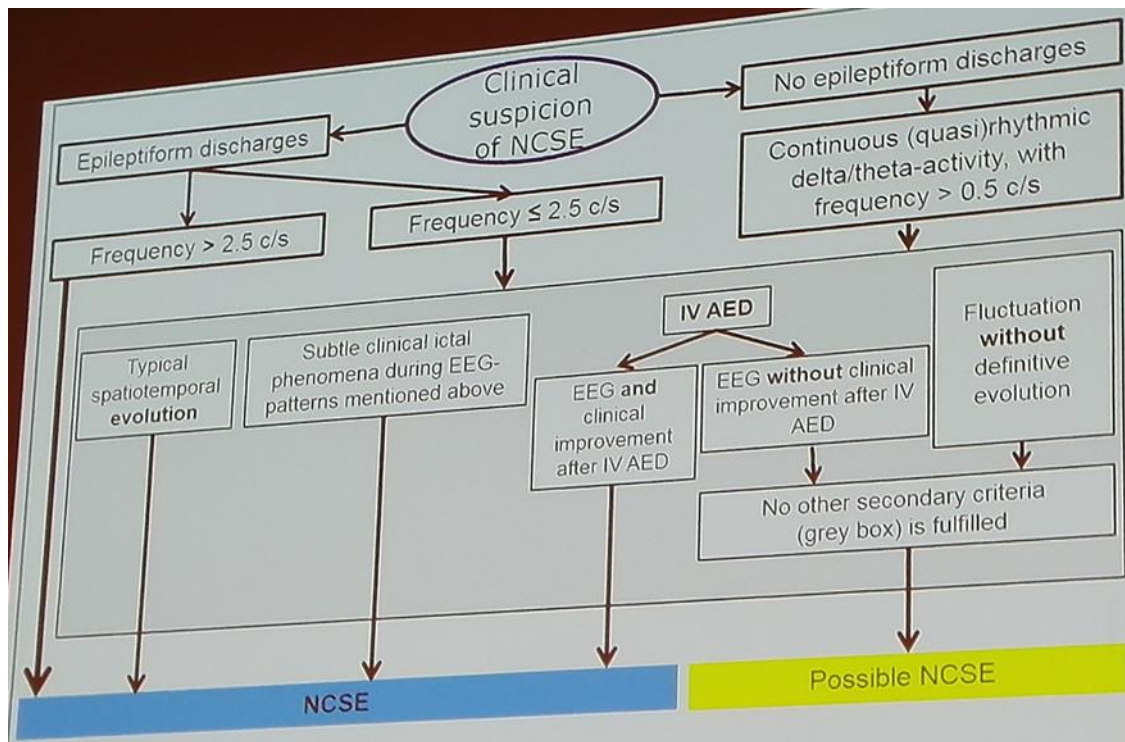 Clinical
suspicion
of NCSE
No epileptiform discharges
Epileptiform discharges
Continuous (quasi)rhythmic
delta/theta-activity, with
frequency > 0.5 c/s
Frequency > 2.5 c/s
Frequency ≤ 2.5 c/s
Typical
spatiotemporal
evolution
Subtle clinical ictal
phenomena during EEG-
patterns mentioned above
IV AED
EEG and
clinical
improvement
after IV AED
EEG without clinical
improvement after IV
AED
Fluctuation
without
definitive
evolution
No other secondary criteria
(grey box) is fulfilled
NCSE
Possible NCSE